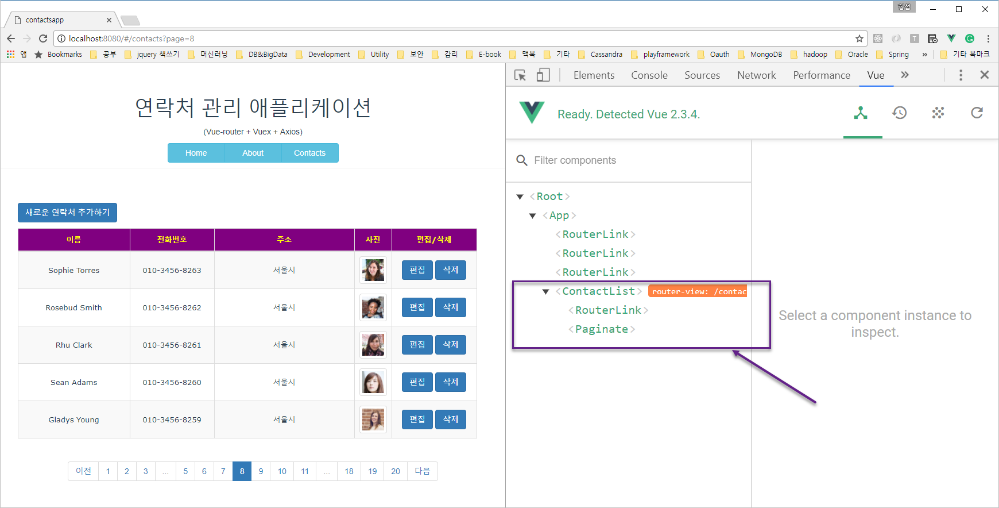 형섭
contactsapp
localhost:8080/#/contacts?page=8
앱 Bookmarks 공부 jquery 책쓰기 머신러닝 DB&BigData Development Utility 보안 감리 E-book 맥북 기타 Cassandra playframework Oauth MongoDB hadoop Oracle Spring » 기타 북마크
연락처 관리 애플리케이션
(Vue-router + Vuex + Axios)
Home About Contacts
새로운 연락처 추가하기
이름 전화번호 주소 사진 편집/삭제
Sophie Torres 010-3456-8263 서울시 편집 삭제
Rosebud Smith 010-3456-8262 서울시 편집 삭제
Rhu Clark 010-3456-8261 서울시 편집 삭제
Sean Adams 010-3456-8260 서울시 편집 삭제
Gladys Young 010-3456-8259 서울시 편집 삭제
이전 1 2 3 ... 5 6 7 8 9 10 11 ... 18 19 20 다음
Elements Console Sources Network Performance Vue »
Ready. Detected Vue 2.3.4.
Filter components
<Root>
<App>
<RouterLink>
<RouterLink>
<RouterLink>
<ContactList> router-view: /contac
<RouterLink>
<Paginate>
Select a component instance to
inspect.